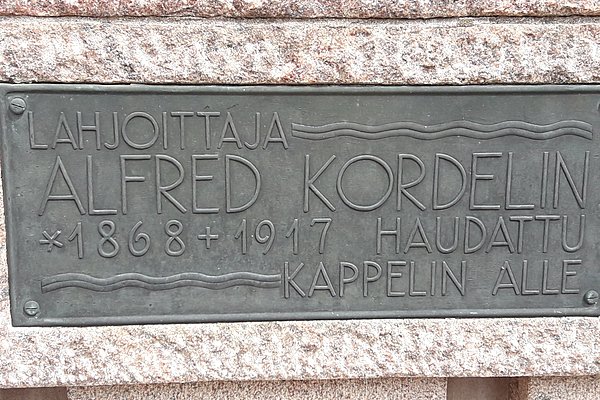 LAHJOITTAJA
ALFRED KORDELIN
*1868+1917 HAUDATTU
KAPPELIN ALLE